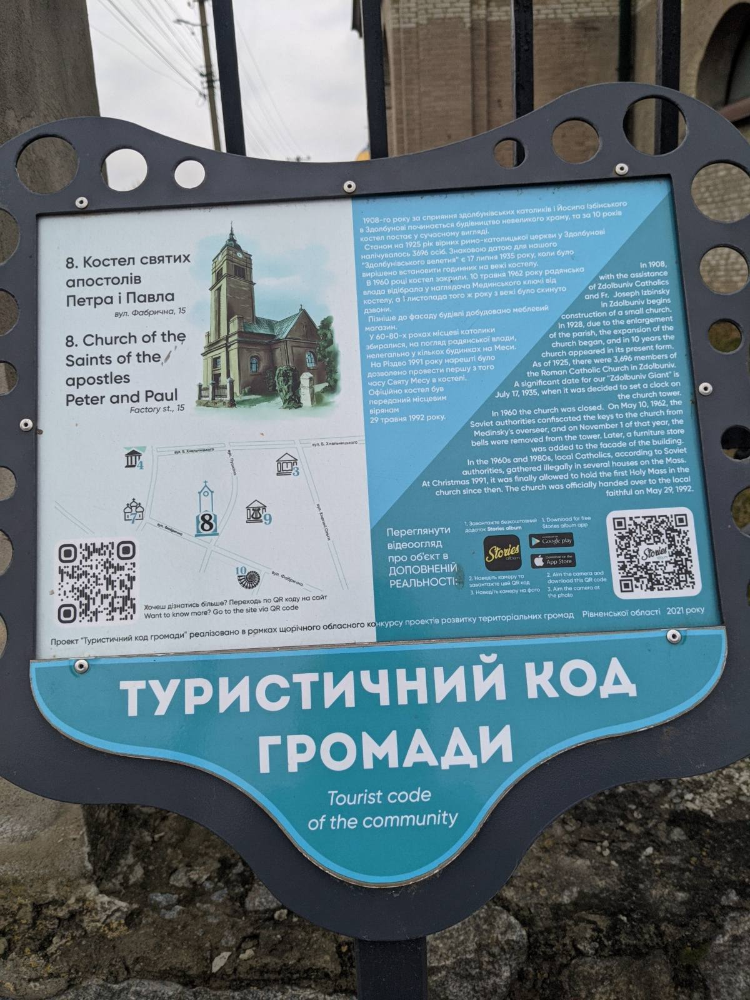 8. Костел святих
апостолів
Петра і Павла
вул. Фабрична, 15
8. Church of the
Saints of the
apostles
Peter and Paul
Factory st., 15
1908-го року за сприяння здолбунівських католиків і Йосипа Ізбінського
в Здолбунові починається будівництво невеликого храму, та за 10 років
костел постає у сучасному вигляді.
Станом на 1925 рік вірних римо-католицької церкви у Здолбунові
налічувалось 3696 осіб. Знаковою датою для нашого
"Здолбунівського велетня" є 17 липня 1935 року, коли було
вирішено встановити годинник на вежі костелу.
В 1960 році костел закрили. 10 травня 1962 року радянська
влада відібрала у наглядача Мединського ключі від
костелу, а 1 листопада того ж року з вежі було скинуто
дзвони.
Пізніше до фасаду будівлі добудовано меблевий
магазин.
У 60-80-х роках місцеві католики
збиралися, на погляд радянської влади,
нелегально у кількох будинках на Меси.
На Різдво 1991 року нарешті було
дозволено провести першу з того
часу Святу Месу в костелі.
Офіційно костел був
переданий місцевим
вірянам
29 травня 1992 року.
In 1908,
with the assistance
of Zdolbuniv Catholics
and Fr. Joseph Izbinsky
in Zdolbuniv begins
construction of a small church.
In 1928, due to the enlargement
of the parish, the expansion of the
church began, and in 10 years the
church appeared in its present form.
As of 1925, there were 3,696 members of
the Roman Catholic Church in Zdolbuniv.
A significant date for our "Zdolbuniv Giant" is
July 17, 1935, when it was decided to set a clock on
the church tower.
In 1960 the church was closed. On May 10, 1962, the
Soviet authorities confiscated the keys to the church from
Medinsky's overseer, and on November 1 of that year, the
bells were removed from the tower. Later, a furniture store
was added to the facade of the building.
In the 1960s and 1980s, local Catholics, according to Soviet
authorities, gathered illegally in several houses on the Mass.
At Christmas 1991, it was finally allowed to hold the first Holy Mass in the
church since then. The church was officially handed over to the local
faithful on May 29, 1992.
вул. Б. Хмельницького
вул. Б. Хмельницького
вул. Пушкіна
вул. Княгині Ольги
вул. Фабрична
вул. Фабрична
4
3
7
8
9
10
Хочеш дізнатись більше? Переходь по QR коду на сайт
Want to know more? Go to the site via QR code
Переглянути
відеоогляд
про об'єкт в
ДОПОВНЕНІЙ
РЕАЛЬНОСТІ:
1. Завантажте безкоштовний
додаток Stories album
1. Download for free
Stories album app
Stories
album
Google play
Download on the
App Store
2. Наведіть камеру та
завантажте цей QR код
3. Наведіть камеру на фото
2. Aim the camera and
download this QR code
3. Aim the camera at
the photo
Stories
Проект "Туристичний код громади" реалізовано в рамках щорічного обласного конкурсу проектів розвитку територіальних громад Рівненської області 2021 року
ТУРИСТИЧНИЙ КОД
ГРОМАДИ
Tourist code
of the community